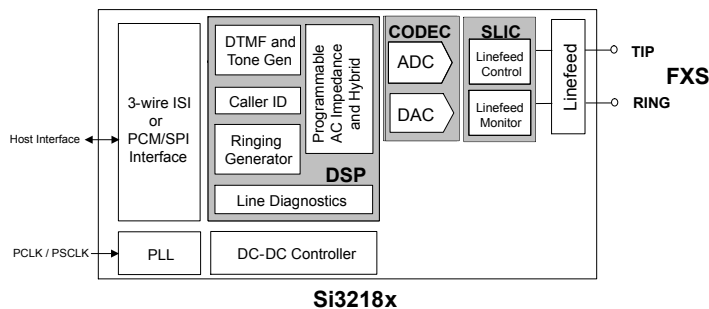 DTMF and
Tone Gen
Caller ID
Ringing
Generator
Programmable
AC Impedance
and Hybrid
DSP
Line Diagnostics
CODEC
ADC
DAC
SLIC
Linefeed
Control
Linefeed
Monitor
Linefeed
TIP
FXS
RING
3-wire ISI
or
PCM/SPI
Interface
Host Interface
PCLK / PSCLK
PLL
DC-DC Controller
Si3218x